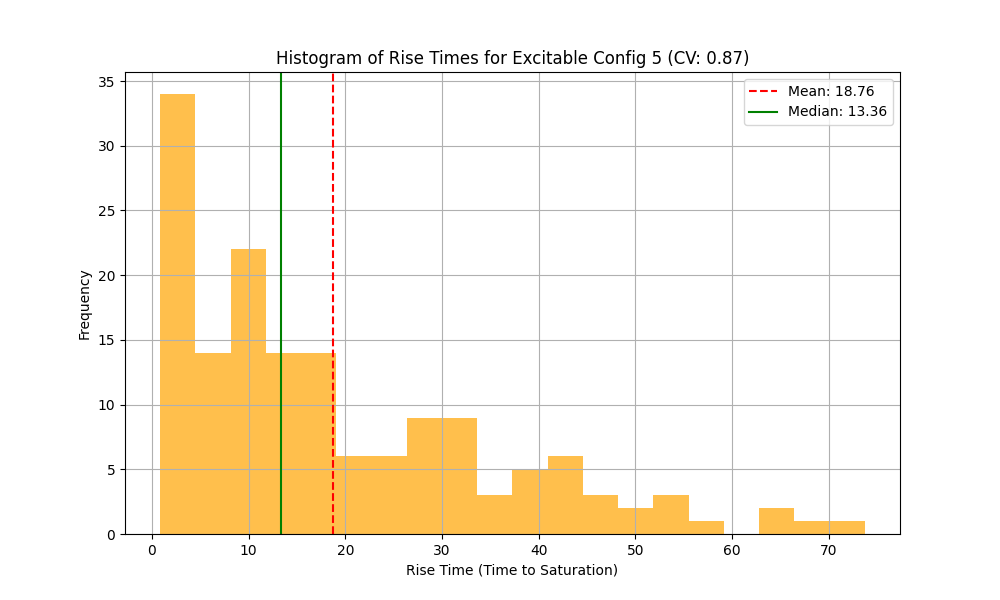 Histogram of Rise Times for Excitable Config 5 (CV: 0.87)
Mean: 18.76
Median: 13.36
35
30
25
20
15
10
5
0
Frequency
0 10 20 30 40 50 60 70
Rise Time (Time to Saturation)